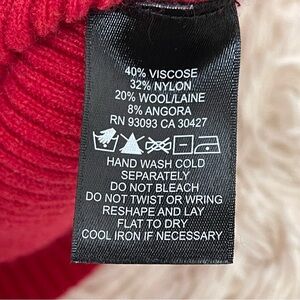 40% VISCOSE
32% NYLON
20% WOOL/LAINE
8% ANGORA
RN 93093 CA 30427
HAND WASH COLD
SEPARATELY
DO NOT BLEACH
DO NOT TWIST OR WRING
RESHAPE AND LAY
FLAT TO DRY
COOL IRON IF NECESSARY